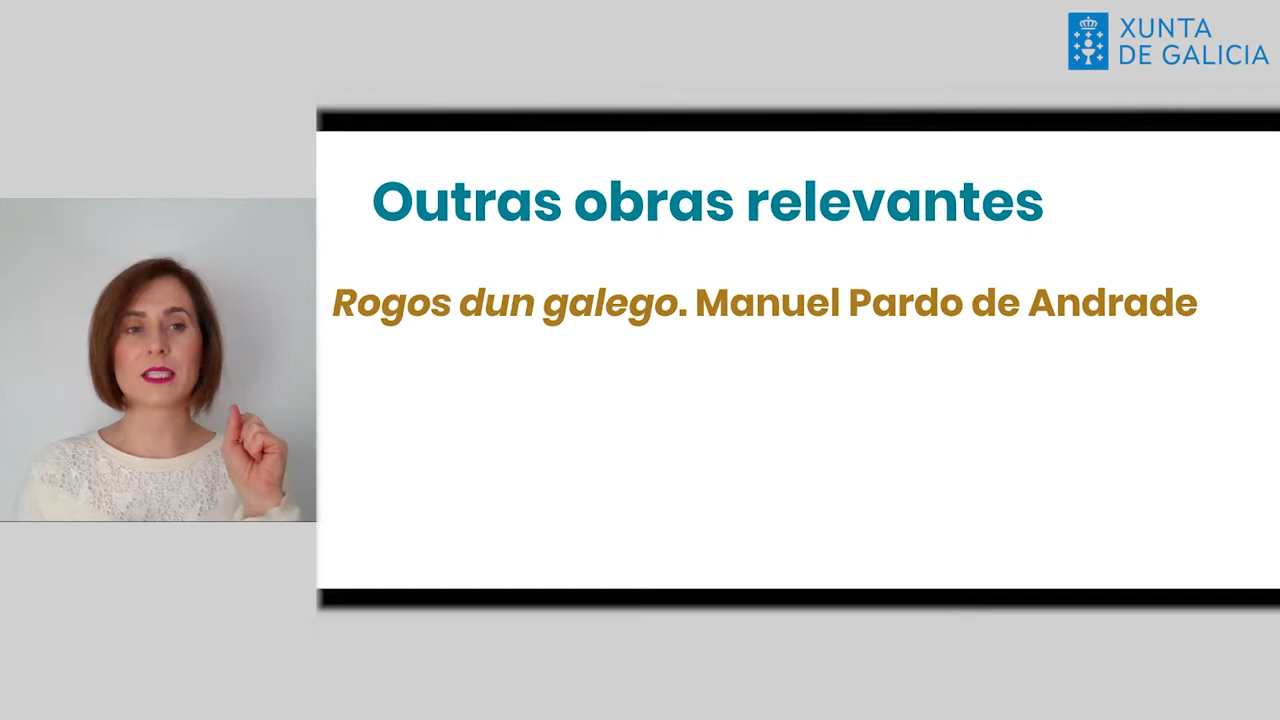 XUNTA
DE GALICIA
Outras obras relevantes
Rogos dun galego. Manuel Pardo de Andrade